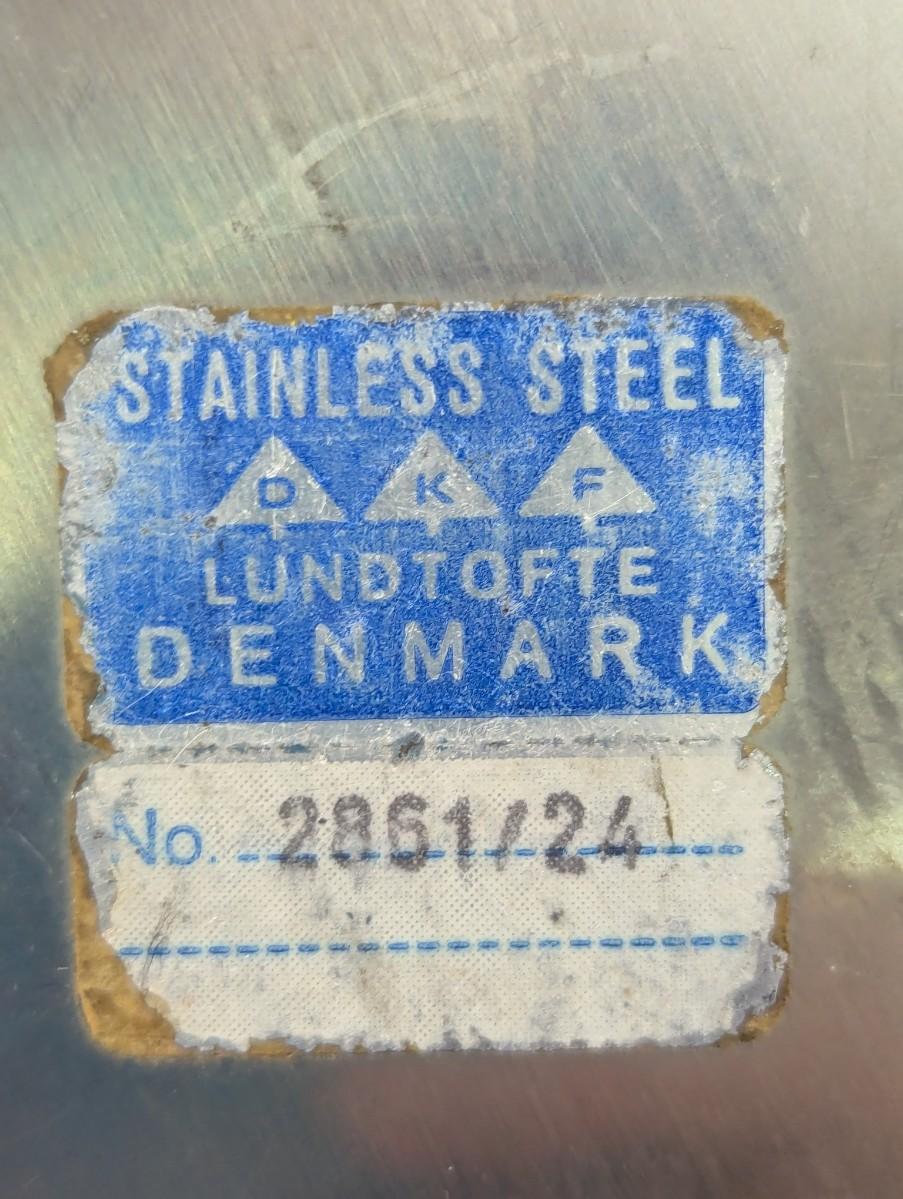 STAINLESS STEEL
D K F
LUNDTOFTE
DENMARK
No. 2861/24